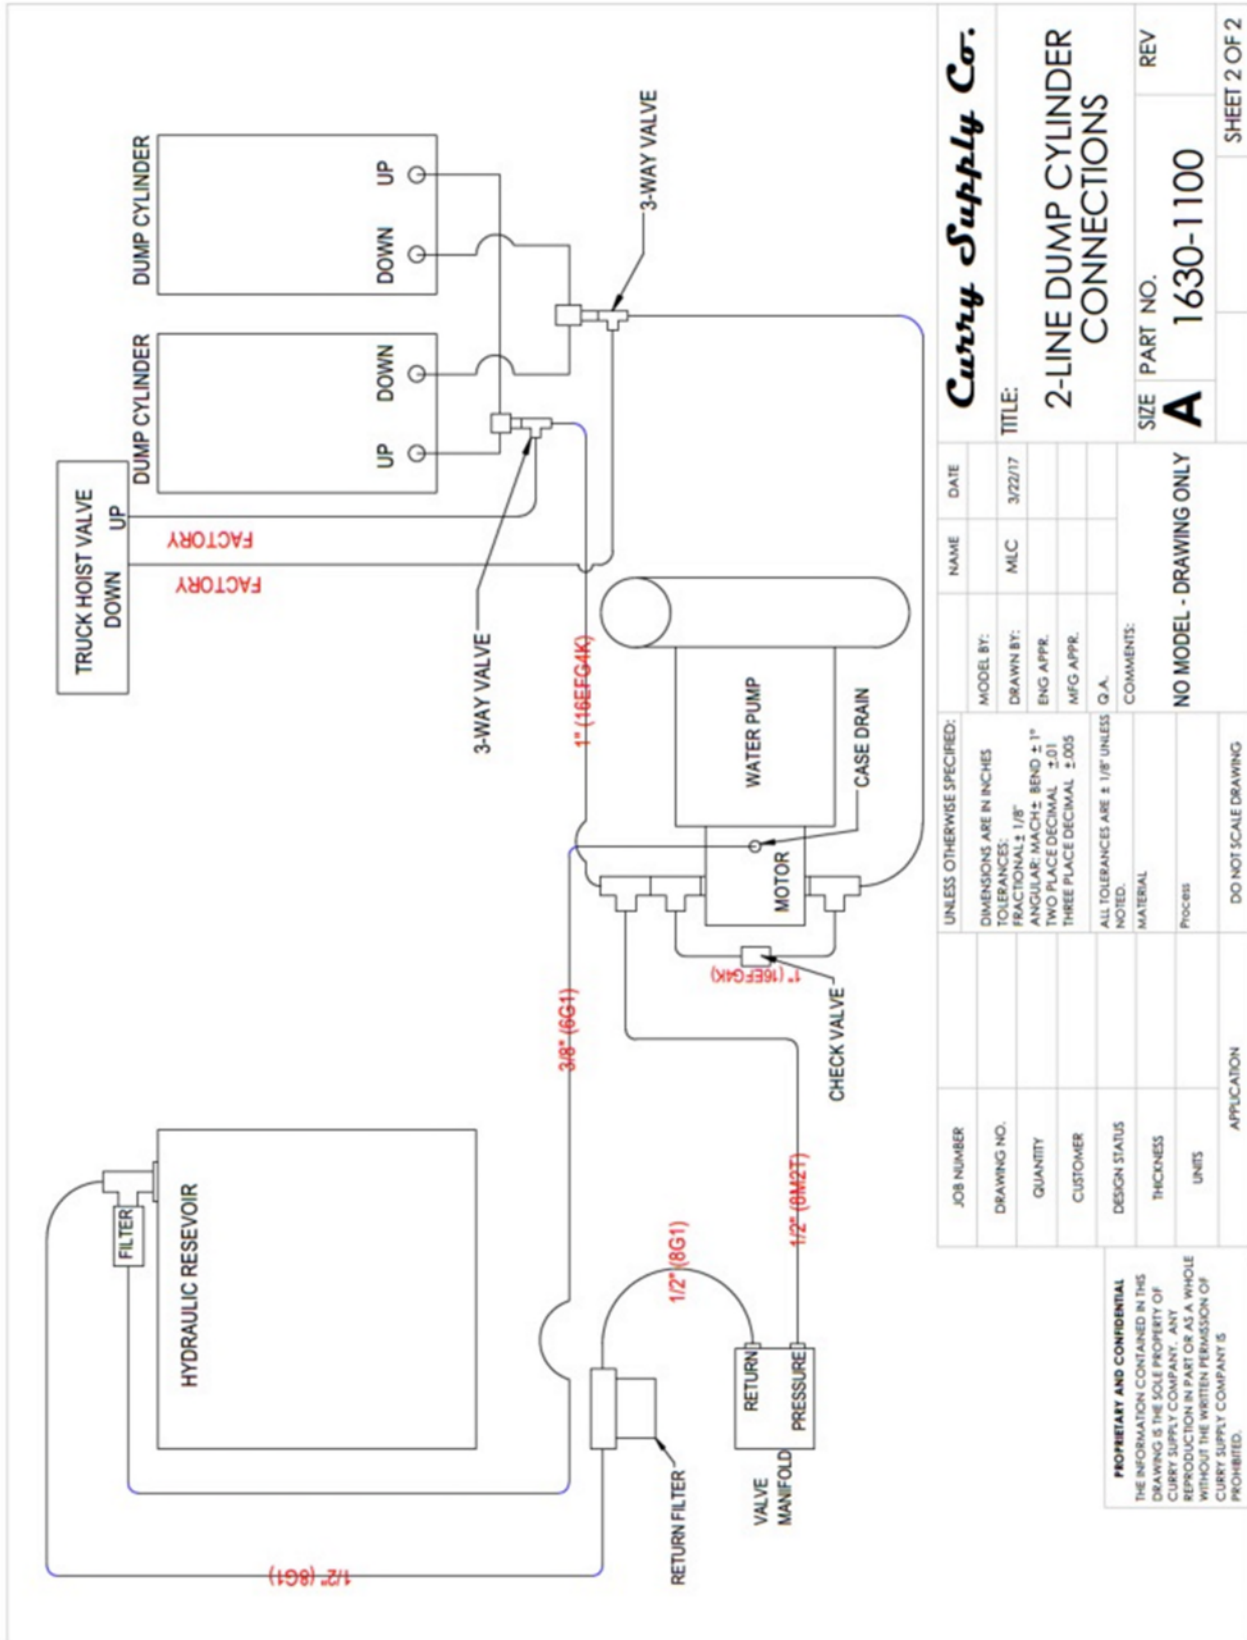 HYDRAULIC RESEVOIR
FILTER
1/2" (8G1)
RETURN FILTER
VALVE
MANIFOLD
RETURN
PRESSURE
1/2" (8G1)
3/8" (6G1)
1/2" (8M2T)
CHECK VALVE
1" (16EFG4K)
MOTOR
WATER PUMP
CASE DRAIN
1" (16EFG4K)
TRUCK HOIST VALVE
DOWN
UP
FACTORY
FACTORY
3-WAY VALVE
DUMP CYLINDER
UP
DOWN
DUMP CYLINDER
DOWN
UP
3-WAY VALVE
PROPRIETARY AND CONFIDENTIAL
THE INFORMATION CONTAINED IN THIS
DRAWING IS THE SOLE PROPERTY OF
CURRY SUPPLY COMPANY. ANY
REPRODUCTION IN PART OR AS A WHOLE
WITHOUT THE WRITTEN PERMISSION OF
CURRY SUPPLY COMPANY IS
PROHIBITED.
JOB NUMBER
DRAWING NO.
QUANTITY
CUSTOMER
DESIGN STATUS
THICKNESS
UNITS
APPLICATION
UNLESS OTHERWISE SPECIFIED:
DIMENSIONS ARE IN INCHES
TOLERANCES:
FRACTIONAL ± 1/8"
ANGULAR: MACH ± BEND ± 1°
TWO PLACE DECIMAL ±.01
THREE PLACE DECIMAL ±.005
ALL TOLERANCES ARE ± 1/8" UNLESS
NOTED.
MATERIAL
Process
DO NOT SCALE DRAWING
NAME DATE
MODEL BY:
DRAWN BY: MLC 3/22/17
ENG APPR.
MFG APPR.
Q.A.
COMMENTS:
NO MODEL - DRAWING ONLY
Curry Supply Co.
TITLE:
2-LINE DUMP CYLINDER
CONNECTIONS
SIZE PART NO. REV
A 1630-1100
SHEET 2 OF 2